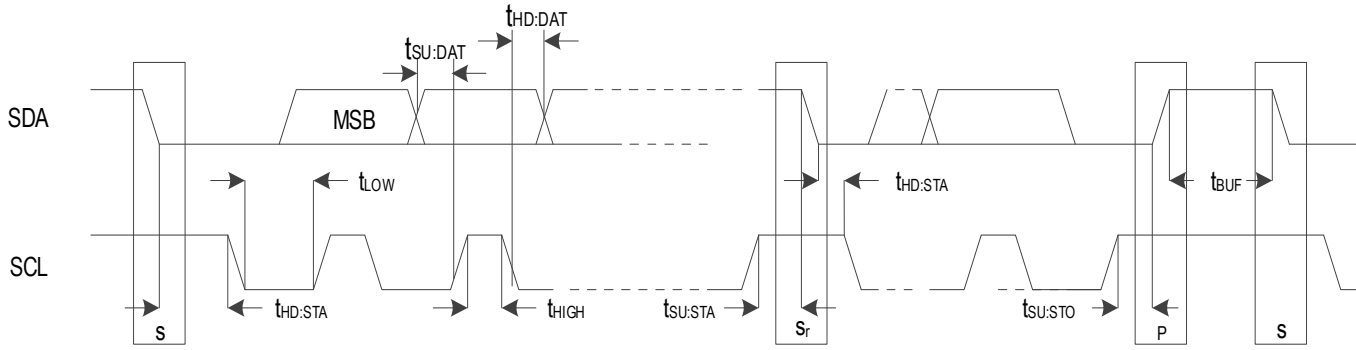 tHD:DAT
tSU:DAT
SDA
MSB
tLOW
tHD:STA
tBUF
SCL
tHD:STA
tHIGH
tSU:STA
tSU:STO
S
Sr
P
S